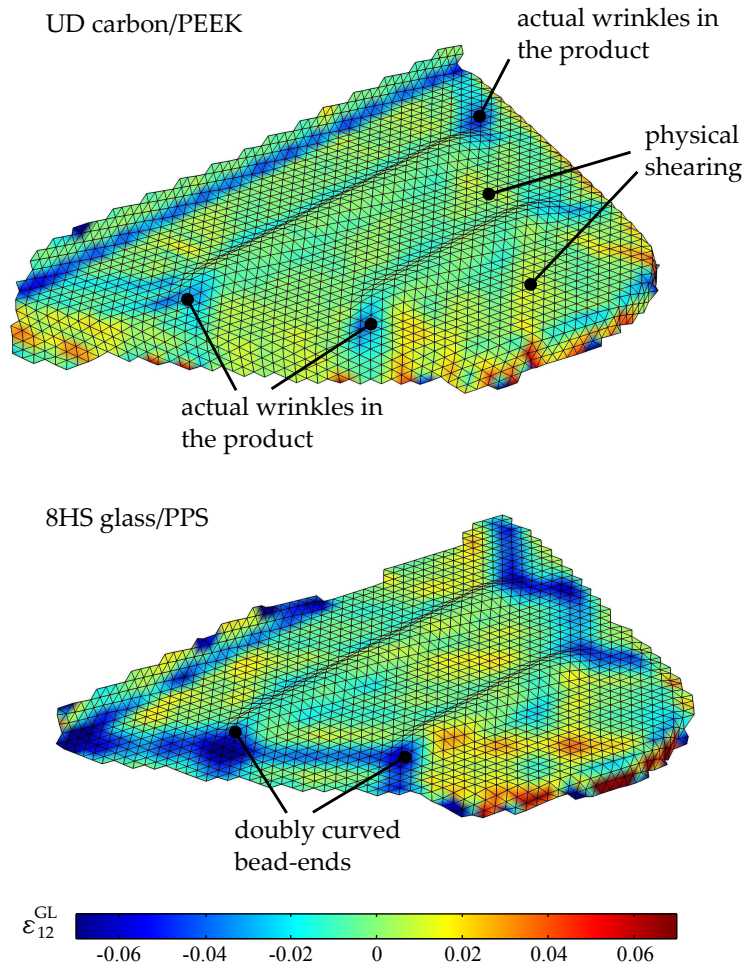 UD carbon/PEEK
actual wrinkles in
the product
physical
shearing
actual wrinkles in
the product
8HS glass/PPS
doubly curved
bead-ends
ε₁₂ᴳᴸ
-0.06 -0.04 -0.02 0 0.02 0.04 0.06